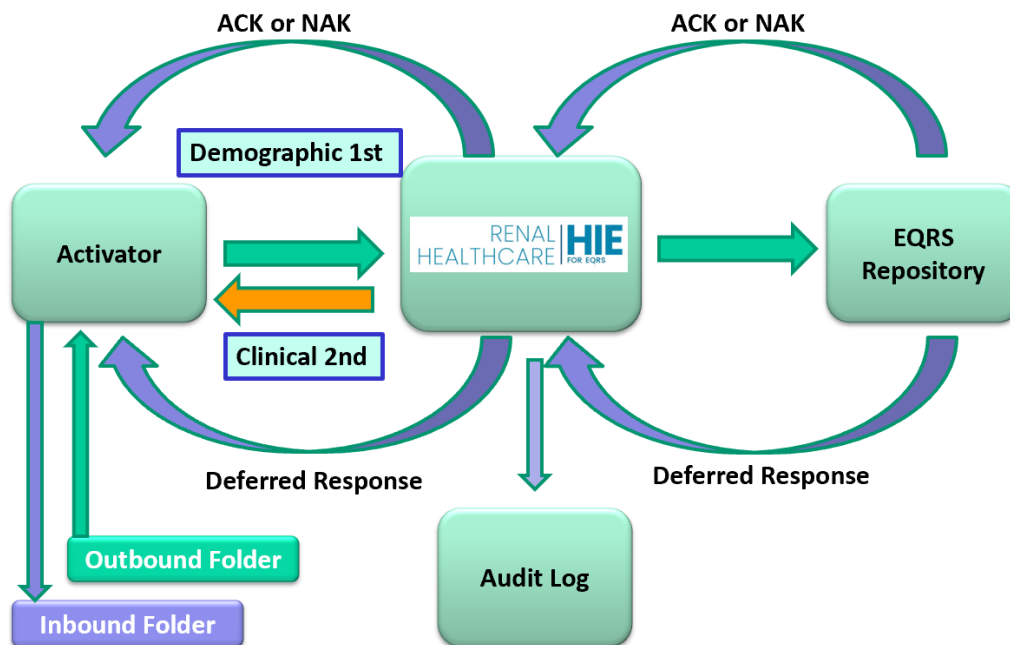 ACK or NAK
ACK or NAK
Demographic 1st
Activator
RENAL
HEALTHCARE
HIE
FOR EQRS
EQRS
Repository
Clinical 2nd
Deferred Response
Deferred Response
Outbound Folder
Audit Log
Inbound Folder